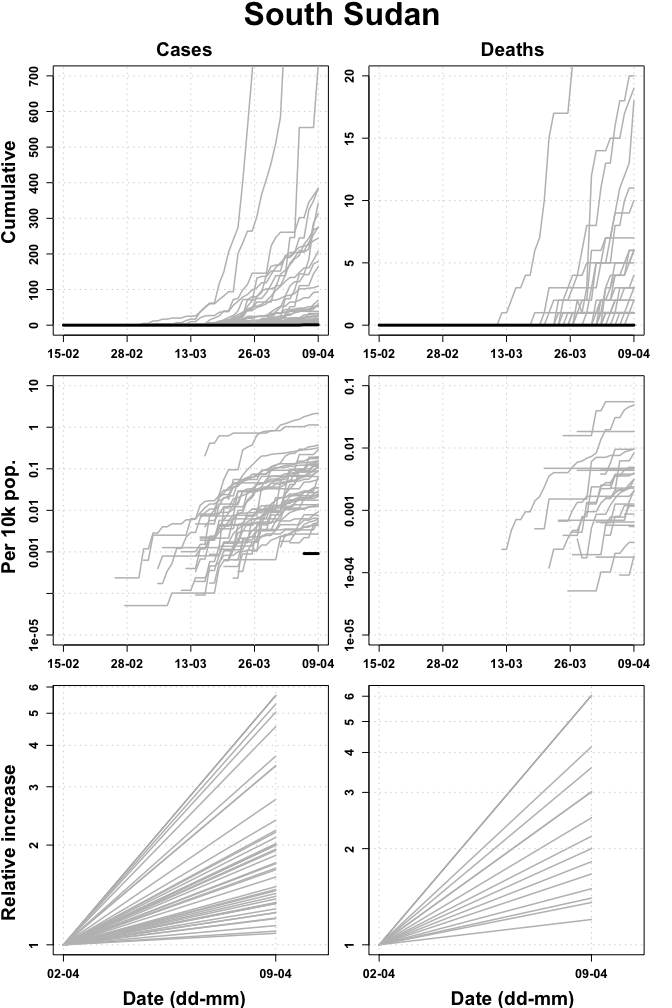 South Sudan
Cases
Deaths
Cumulative
700
600
500
400
300
200
100
0
15-02 28-02 13-03 26-03 09-04
20
15
10
5
0
15-02 28-02 13-03 26-03 09-04
Per 10k pop.
10
1
0.1
0.01
0.001
1e-05
15-02 28-02 13-03 26-03 09-04
0.1
0.01
0.001
1e-04
1e-05
15-02 28-02 13-03 26-03 09-04
Relative increase
6
5
4
3
2
1
02-04 09-04
6
5
4
3
2
1
02-04 09-04
Date (dd-mm)
Date (dd-mm)